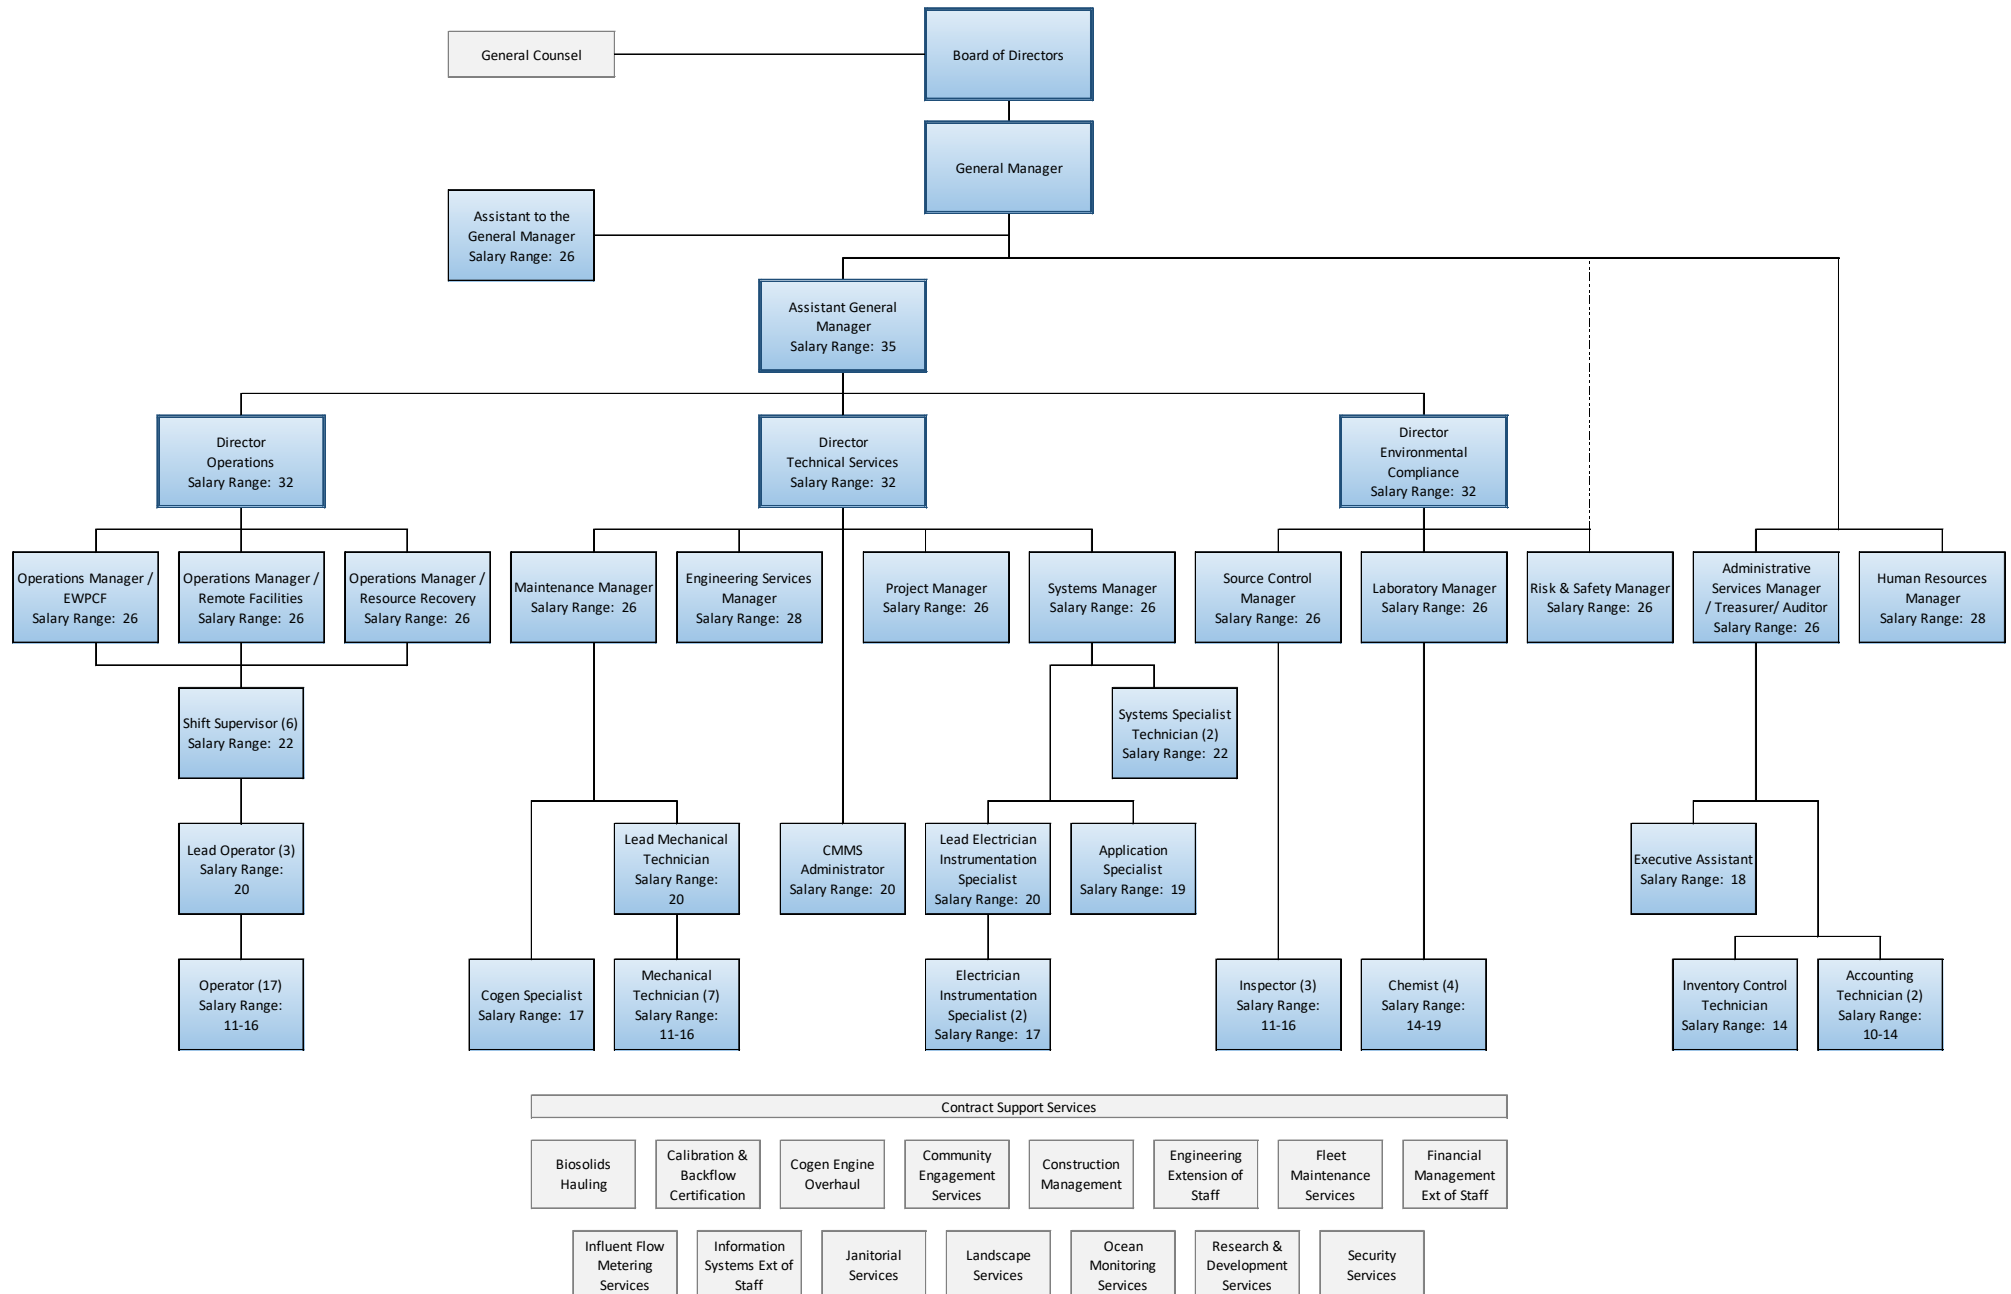 General Counsel
Board of Directors
General Manager
Assistant to the
General Manager
Salary Range:  26
Assistant General
Manager
Salary Range:  35
Director
Operations
Salary Range:  32
Director
Technical Services
Salary Range:  32
Director
Environmental
Compliance
Salary Range:  32
Operations Manager /
EWPCF
Salary Range:  26
Operations Manager /
Remote Facilities
Salary Range:  26
Operations Manager /
Resource Recovery
Salary Range:  26
Maintenance Manager
Salary Range:  26
Engineering Services
Manager
Salary Range:  28
Project Manager
Salary Range:  26
Systems Manager
Salary Range:  26
Source Control
Manager
Salary Range:  26
Laboratory Manager
Salary Range:  26
Risk & Safety Manager
Salary Range:  26
Administrative
Services Manager
/ Treasurer/ Auditor
Salary Range:  26
Human Resources
Manager
Salary Range:  28
Shift Supervisor (6)
Salary Range:  22
Systems Specialist
Technician (2)
Salary Range:  22
Lead Operator (3)
Salary Range:
20
Lead Mechanical
Technician
Salary Range:
20
CMMS
Administrator
Salary Range:  20
Lead Electrician
Instrumentation
Specialist
Salary Range:  20
Application
Specialist
Salary Range:  19
Executive Assistant
Salary Range:  18
Operator (17)
Salary Range:
11-16
Cogen Specialist
Salary Range:  17
Mechanical
Technician (7)
Salary Range:
11-16
Electrician
Instrumentation
Specialist (2)
Salary Range:  17
Inspector (3)
Salary Range:
11-16
Chemist (4)
Salary Range:
14-19
Inventory Control
Technician
Salary Range:  14
Accounting
Technician (2)
Salary Range:
10-14
Contract Support Services
Biosolids
Hauling
Calibration &
Backflow
Certification
Cogen Engine
Overhaul
Community
Engagement
Services
Construction
Management
Engineering
Extension of
Staff
Fleet
Maintenance
Services
Financial
Management
Ext of Staff
Influent Flow
Metering
Services
Information
Systems Ext of
Staff
Janitorial
Services
Landscape
Services
Ocean
Monitoring
Services
Research &
Development
Services
Security
Services